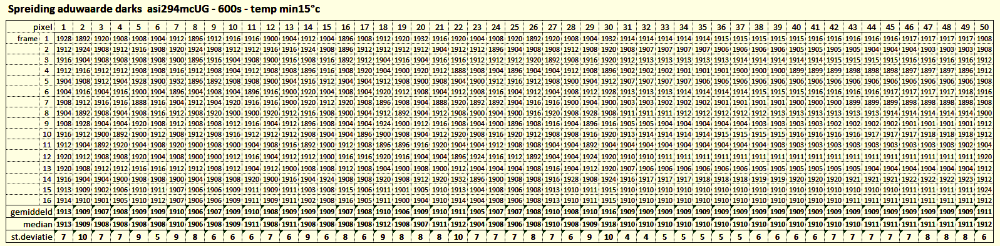 Spreiding aduwaarde darks asi294mcUG - 600s - temp min15°c
pixel 1 2 3 4 5 6 7 8 9 10 11 12 13 14 15 16 17 18 19 20 21 22 23 24 25 26 27 28 29 30 33 33 34 35 35 36 37 38 39 40 41 42 43 44 45 46 47 48 49 50
frame 1 1928 1892 1920 1908 1908 1904 1912 1896 1912 1916 1916 1900 1904 1912 1904 1896 1908 1912 1920 1932 1916 1920 1904 1908 1920 1892 1920 1908 1904 1932 1914 1914 1914 1914 1914 1915 1915 1915 1915 1915 1916 1916 1916 1916 1916 1917 1917 1917 1917 1908
2 1912 1924 1908 1912 1916 1908 1920 1924 1908 1912 1912 1916 1916 1924 1908 1896 1912 1912 1912 1912 1904 1912 1912 1896 1904 1908 1908 1912 1904 1920 1908 1907 1907 1907 1907 1906 1906 1906 1906 1905 1905 1905 1905 1904 1904 1904 1903 1903 1903 1908
3 1916 1904 1908 1908 1908 1908 1900 1896 1916 1904 1908 1900 1916 1908 1916 1892 1912 1904 1916 1904 1916 1916 1912 1912 1912 1920 1892 1908 1916 1920 1912 1913 1913 1913 1913 1913 1914 1914 1914 1914 1914 1915 1915 1915 1915 1915 1916 1916 1916 1912
4 1912 1916 1912 1912 1908 1908 1916 1912 1908 1904 1912 1908 1908 1896 1916 1908 1920 1904 1900 1920 1912 1888 1908 1904 1896 1904 1904 1912 1908 1896 1902 1902 1902 1901 1901 1901 1900 1900 1900 1899 1899 1899 1898 1898 1898 1897 1897 1897 1896 1912
5 1904 1908 1912 1904 1928 1900 1932 1896 1892 1908 1908 1900 1904 1916 1912 1904 1904 1912 1908 1900 1908 1904 1900 1912 1916 1912 1908 1900 1904 1912 1907 1907 1907 1907 1906 1906 1906 1906 1906 1906 1906 1906 1906 1906 1906 1906 1906 1906 1906 1908
6 1904 1916 1904 1916 1900 1904 1896 1904 1908 1904 1896 1916 1900 1908 1904 1920 1912 1908 1904 1904 1912 1908 1916 1904 1912 1904 1904 1908 1912 1928 1913 1913 1913 1914 1914 1914 1914 1915 1915 1915 1916 1916 1916 1917 1917 1917 1917 1917 1918 1916
7 1908 1912 1916 1916 1888 1916 1904 1912 1904 1920 1916 1916 1900 1920 1912 1920 1908 1896 1908 1904 1888 1920 1892 1892 1904 1916 1916 1900 1904 1900 1903 1903 1902 1902 1902 1901 1901 1901 1901 1900 1900 1900 1899 1899 1899 1898 1898 1898 1898 1908
8 1904 1892 1908 1904 1908 1916 1912 1908 1920 1900 1900 1920 1912 1916 1908 1900 1904 1912 1892 1904 1912 1908 1900 1904 1900 1916 1920 1908 1928 1908 1911 1911 1911 1912 1912 1912 1912 1912 1913 1913 1913 1913 1913 1913 1914 1914 1914 1914 1914 1900
9 1908 1928 1904 1904 1920 1908 1912 1908 1912 1908 1912 1916 1904 1912 1896 1908 1904 1904 1924 1900 1912 1916 1908 1904 1900 1896 1908 1916 1904 1896 1916 1905 1905 1904 1904 1904 1904 1903 1903 1903 1903 1902 1902 1902 1902 1901 1901 1901 1901 1912
10 1916 1912 1900 1892 1900 1912 1908 1912 1908 1916 1912 1912 1912 1908 1904 1904 1896 1900 1908 1904 1912 1920 1908 1916 1920 1912 1908 1908 1916 1920 1913 1914 1914 1914 1914 1915 1915 1915 1915 1916 1916 1916 1916 1917 1917 1917 1918 1918 1918 1912
11 1912 1904 1892 1920 1904 1908 1920 1900 1908 1900 1908 1904 1908 1916 1892 1900 1912 1908 1896 1896 1916 1920 1904 1904 1912 1904 1908 1900 1904 1892 1904 1904 1904 1904 1904 1904 1904 1904 1904 1903 1903 1903 1903 1903 1903 1903 1903 1903 1902 1904
12 1920 1912 1908 1908 1920 1904 1908 1900 1900 1912 1916 1904 1912 1912 1900 1916 1916 1920 1916 1904 1904 1896 1924 1916 1912 1892 1904 1904 1924 1920 1910 1910 1911 1911 1911 1911 1911 1911 1911 1911 1911 1911 1911 1911 1911 1911 1911 1911 1911 1920
13 1920 1908 1912 1912 1916 1916 1912 1912 1908 1912 1904 1912 1900 1908 1908 1912 1908 1904 1900 1908 1900 1912 1904 1904 1904 1908 1916 1904 1912 1920 1907 1906 1906 1906 1906 1906 1905 1905 1905 1905 1905 1905 1905 1904 1904 1904 1904 1904 1904 1912
14 1916 1904 1904 1900 1908 1908 1900 1904 1908 1908 1920 1900 1916 1904 1924 1908 1908 1920 1908 1912 1920 1932 1896 1900 1908 1908 1916 1928 1908 1924 1916 1917 1917 1917 1918 1918 1918 1919 1919 1919 1920 1920 1920 1921 1921 1921 1922 1922 1923 1912
15 1913 1909 1902 1906 1910 1911 1907 1906 1906 1909 1911 1909 1911 1903 1908 1915 1906 1911 1901 1905 1910 1913 1904 1908 1906 1908 1913 1910 1911 1915 1910 1910 1910 1910 1910 1910 1910 1910 1910 1910 1910 1910 1910 1910 1910 1911 1911 1911 1911 1924
16 1914 1910 1901 1905 1910 1912 1907 1906 1906 1909 1911 1909 1911 1902 1908 1916 1905 1911 1900 1904 1910 1914 1904 1908 1906 1908 1913 1910 1911 1915 1910 1910 1910 1910 1910 1910 1910 1910 1910 1910 1910 1910 1911 1911 1911 1911 1911 1911 1911 1912
gemiddeld 1913 1909 1907 1908 1909 1909 1910 1906 1907 1909 1910 1908 1909 1909 1909 1907 1907 1908 1906 1909 1909 1911 1905 1907 1907 1908 1909 1909 1910 1916 1909 1910 1909 1909 1909 1909 1909 1909 1909 1909 1909 1909 1909 1909 1909 1909 1909 1909 1909 1911
median 1913 1909 1908 1908 1908 1908 1910 1906 1908 1909 1911 1908 1911 1908 1908 1908 1908 1908 1912 1908 1907 1911 1912 1904 1908 1906 1908 1910 1908 1909 1918 1910 1910 1910 1910 1910 1910 1910 1910 1910 1910 1910 1910 1910 1911 1911 1911 1911 1911 1912
st.deviatie 7 10 7 7 9 5 9 8 6 6 6 7 6 9 8 6 7 6 9 8 8 10 7 7 7 8 7 6 9 10 4 4 5 5 5 5 5 6 6 6 6 7 7 7 7 7 8 8 8 6